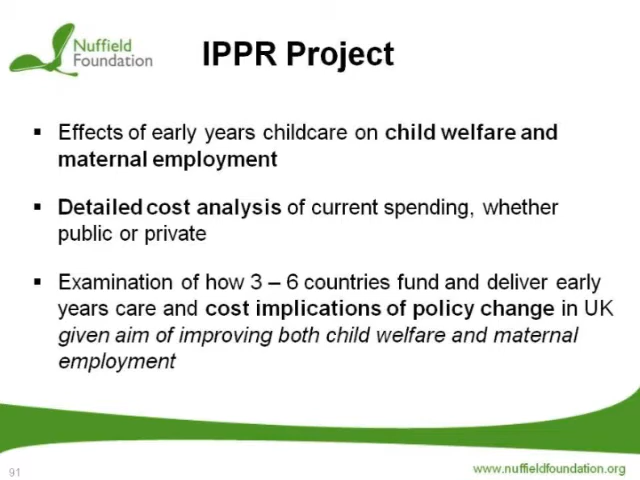 Nuffield
Foundation
IPPR Project
▪ Effects of early years childcare on child welfare and
maternal employment
▪ Detailed cost analysis of current spending, whether
public or private
▪ Examination of how 3 – 6 countries fund and deliver early
years care and cost implications of policy change in UK
given aim of improving both child welfare and maternal
employment
91
www.nuffieldfoundation.org